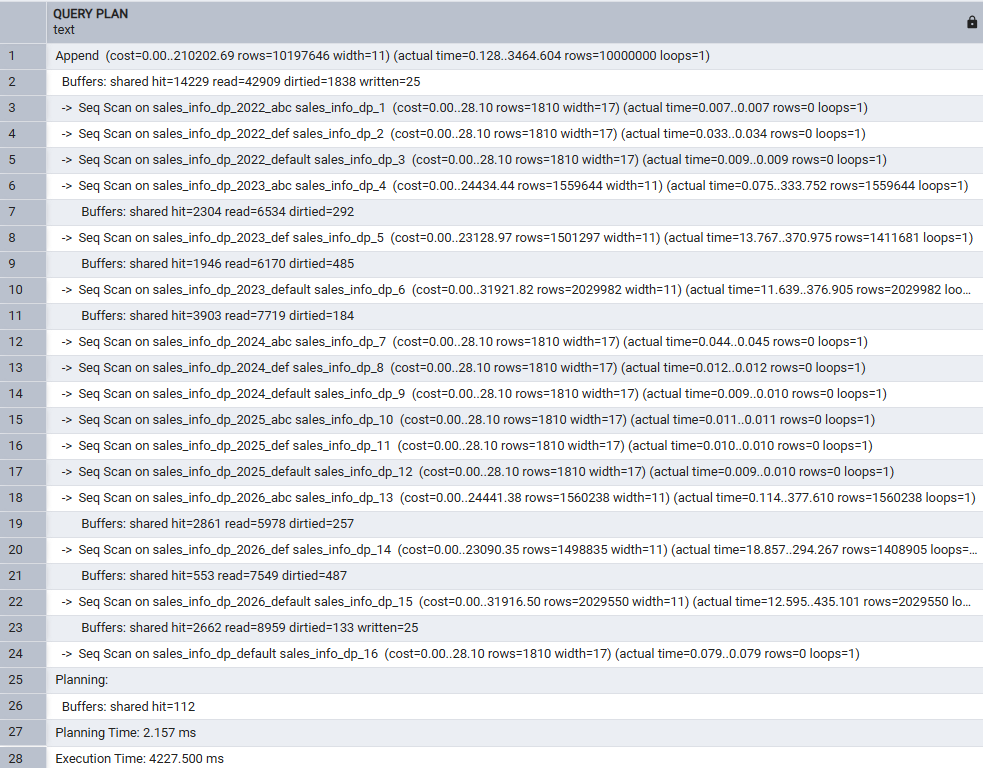 QUERY PLAN
text
1 Append (cost=0.00..210202.69 rows=10197646 width=11) (actual time=0.128..3464.604 rows=10000000 loops=1)
2 Buffers: shared hit=14229 read=42909 dirtied=1838 written=25
3 -> Seq Scan on sales_info_dp_2022_abc sales_info_dp_1 (cost=0.00..28.10 rows=1810 width=17) (actual time=0.007..0.007 rows=0 loops=1)
4 -> Seq Scan on sales_info_dp_2022_def sales_info_dp_2 (cost=0.00..28.10 rows=1810 width=17) (actual time=0.033..0.034 rows=0 loops=1)
5 -> Seq Scan on sales_info_dp_2022_default sales_info_dp_3 (cost=0.00..28.10 rows=1810 width=17) (actual time=0.009..0.009 rows=0 loops=1)
6 -> Seq Scan on sales_info_dp_2023_abc sales_info_dp_4 (cost=0.00..24434.44 rows=1559644 width=11) (actual time=0.075..333.752 rows=1559644 loops=1)
7 Buffers: shared hit=2304 read=6534 dirtied=292
8 -> Seq Scan on sales_info_dp_2023_def sales_info_dp_5 (cost=0.00..23128.97 rows=1501297 width=11) (actual time=13.767..370.975 rows=1411681 loops=1)
9 Buffers: shared hit=1946 read=6170 dirtied=485
10 -> Seq Scan on sales_info_dp_2023_default sales_info_dp_6 (cost=0.00..31921.82 rows=2029982 width=11) (actual time=11.639..376.905 rows=2029982 loo...
11 Buffers: shared hit=3903 read=7719 dirtied=184
12 -> Seq Scan on sales_info_dp_2024_abc sales_info_dp_7 (cost=0.00..28.10 rows=1810 width=17) (actual time=0.044..0.045 rows=0 loops=1)
13 -> Seq Scan on sales_info_dp_2024_def sales_info_dp_8 (cost=0.00..28.10 rows=1810 width=17) (actual time=0.012..0.012 rows=0 loops=1)
14 -> Seq Scan on sales_info_dp_2024_default sales_info_dp_9 (cost=0.00..28.10 rows=1810 width=17) (actual time=0.009..0.010 rows=0 loops=1)
15 -> Seq Scan on sales_info_dp_2025_abc sales_info_dp_10 (cost=0.00..28.10 rows=1810 width=17) (actual time=0.011..0.011 rows=0 loops=1)
16 -> Seq Scan on sales_info_dp_2025_def sales_info_dp_11 (cost=0.00..28.10 rows=1810 width=17) (actual time=0.010..0.010 rows=0 loops=1)
17 -> Seq Scan on sales_info_dp_2025_default sales_info_dp_12 (cost=0.00..28.10 rows=1810 width=17) (actual time=0.009..0.010 rows=0 loops=1)
18 -> Seq Scan on sales_info_dp_2026_abc sales_info_dp_13 (cost=0.00..24441.38 rows=1560238 width=11) (actual time=0.114..377.610 rows=1560238 loops=1)
19 Buffers: shared hit=2861 read=5978 dirtied=257
20 -> Seq Scan on sales_info_dp_2026_def sales_info_dp_14 (cost=0.00..23090.35 rows=1498835 width=11) (actual time=18.857..294.267 rows=1408905 loops=...
21 Buffers: shared hit=553 read=7549 dirtied=487
22 -> Seq Scan on sales_info_dp_2026_default sales_info_dp_15 (cost=0.00..31916.50 rows=2029550 width=11) (actual time=12.595..435.101 rows=2029550 lo...
23 Buffers: shared hit=2662 read=8959 dirtied=133 written=25
24 -> Seq Scan on sales_info_dp_default sales_info_dp_16 (cost=0.00..28.10 rows=1810 width=17) (actual time=0.079..0.079 rows=0 loops=1)
25 Planning:
26 Buffers: shared hit=112
27 Planning Time: 2.157 ms
28 Execution Time: 4227.500 ms